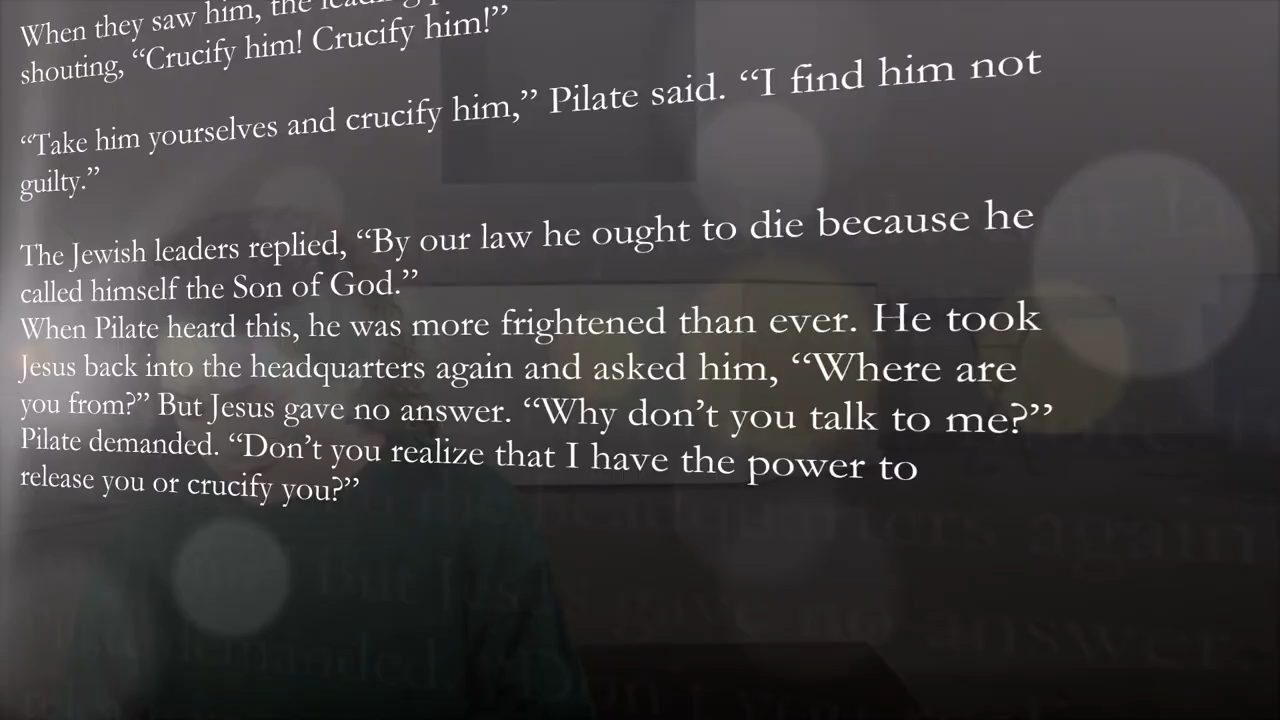 When they saw him, the leading
shouting, “Crucify him! Crucify him!”
“Take him yourselves and crucify him,” Pilate said. “I find him not
guilty.”
The Jewish leaders replied, “By our law he ought to die because he
called himself the Son of God.”
When Pilate heard this, he was more frightened than ever. He took
Jesus back into the headquarters again and asked him, “Where are
you from?” But Jesus gave no answer. “Why don’t you talk to me?”
Pilate demanded. “Don’t you realize that I have the power to
release you or crucify you?”